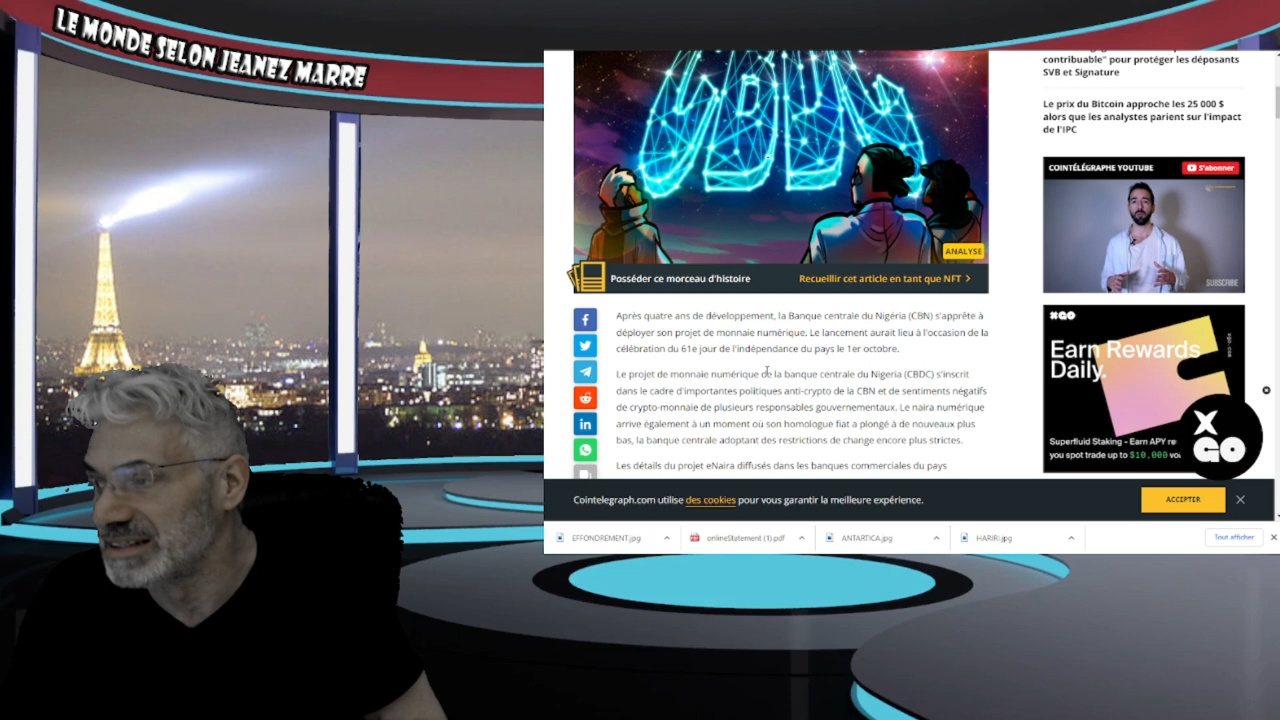 LE MONDE SELON JEANEZ MARRE
contribuable" pour protéger les déposants
SVB et Signature
Le prix du Bitcoin approche les 25 000 $
alors que les analystes parient sur l'impact
de l'IPC
COINTÉLÉGRAPHE YOUTUBE
S'abonner
SUBSCRIBE
ANALYSE
Posséder ce morceau d'histoire
Recueillir cet article en tant que NFT
Après quatre ans de développement, la Banque centrale du Nigéria (CBN) s'apprête à
déployer son projet de monnaie numérique. Le lancement aurait lieu à l'occasion de la
célébration du 61e jour de l'indépendance du pays le 1er octobre.
Le projet de monnaie numérique de la banque centrale du Nigeria (CBDC) s'inscrit
dans le cadre d'importantes politiques anti-crypto de la CBN et de sentiments négatifs
de crypto-monnaie de plusieurs responsables gouvernementaux. Le naira numérique
arrive également à un moment où son homologue fiat a plongé à de nouveaux plus
bas, la banque centrale adoptant des restrictions de change encore plus strictes.
Les détails du projet eNaira diffusés dans les banques commerciales du pays
XGO
Earn Rewards
Daily.
Superfluid Staking - Earn APY
you spot trade up to $10,000
X
GO
Cointelegraph.com utilise des cookies pour vous garantir la meilleure expérience.
ACCEPTER
EFFONDREMENT.jpg
onlineStatement (1).pdf
ANTARTICA.jpg
HARIRI.jpg
Tout afficher